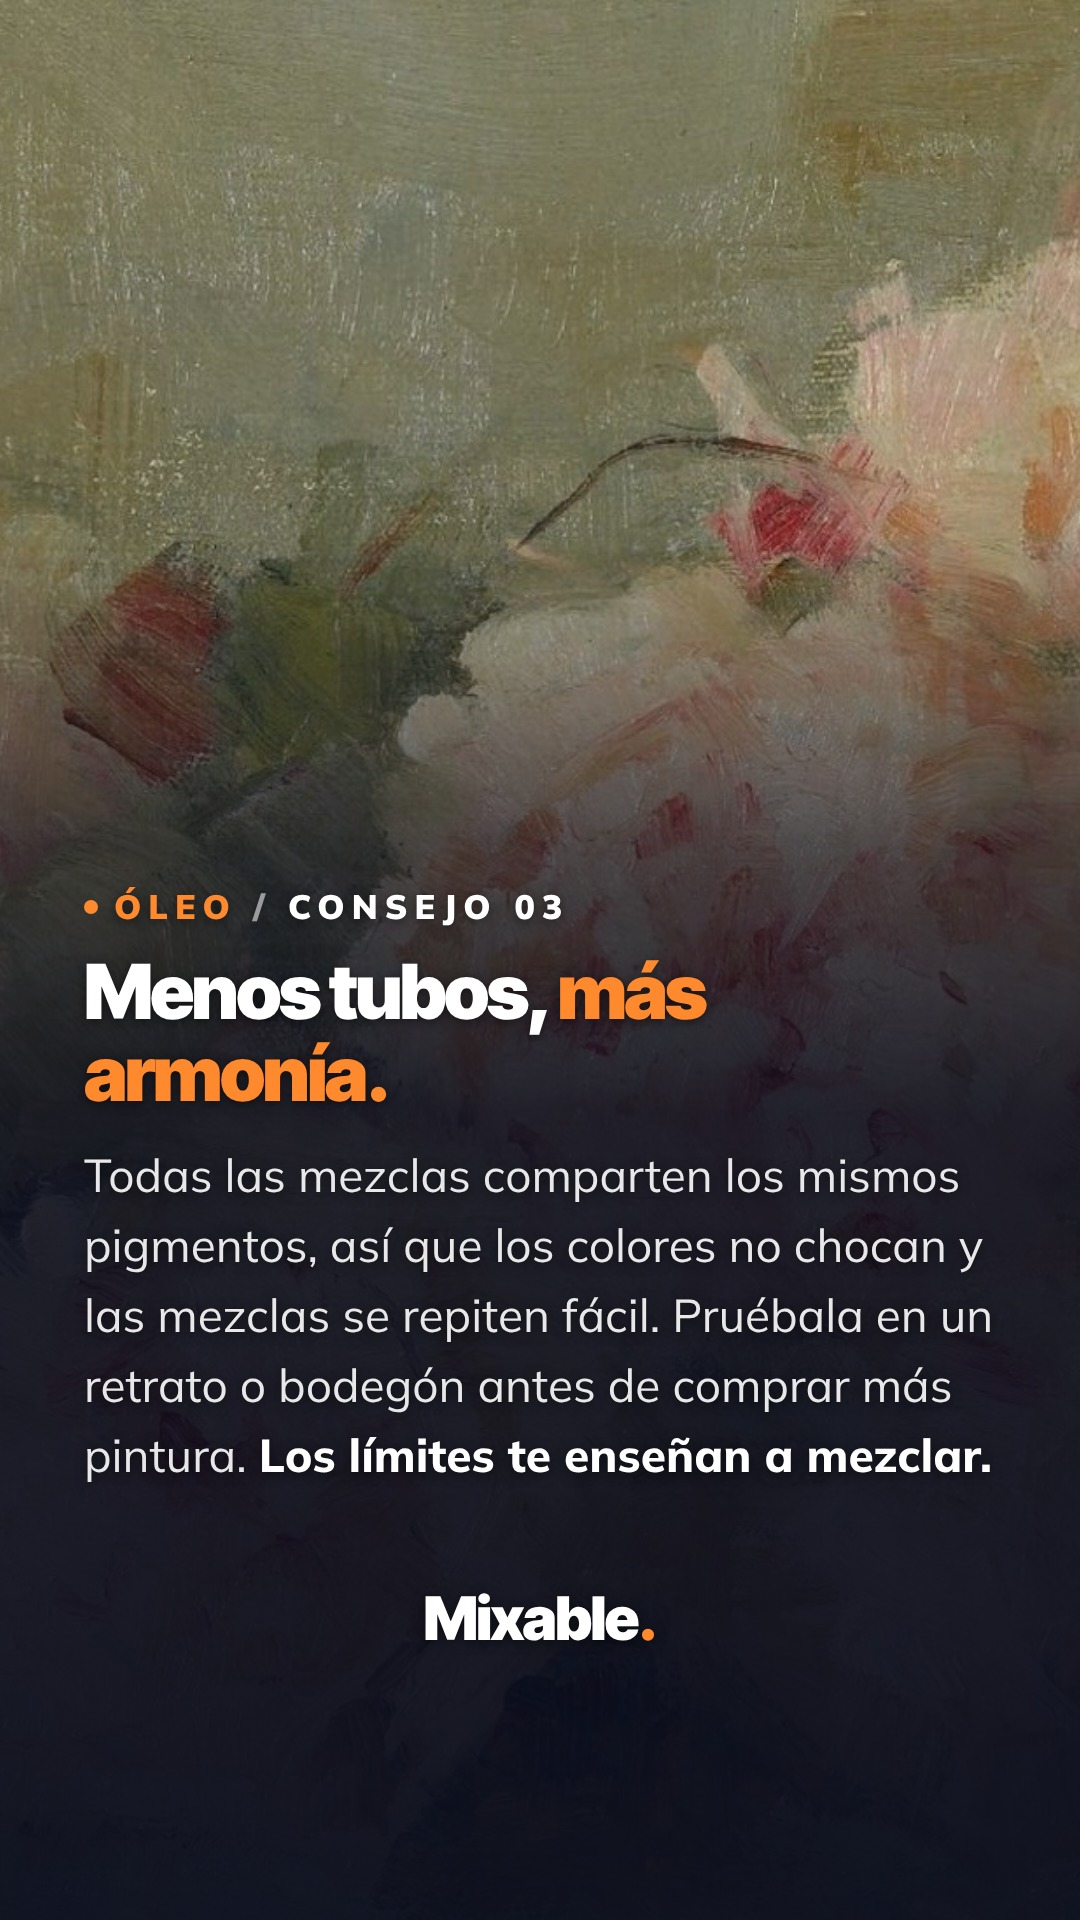 • ÓLEO / CONSEJO 03
Menos tubos, más
armonía.
Todas las mezclas comparten los mismos
pigmentos, así que los colores no chocan y
las mezclas se repiten fácil. Pruébala en un
retrato o bodegón antes de comprar más
pintura. Los límites te enseñan a mezclar.
Mixable.